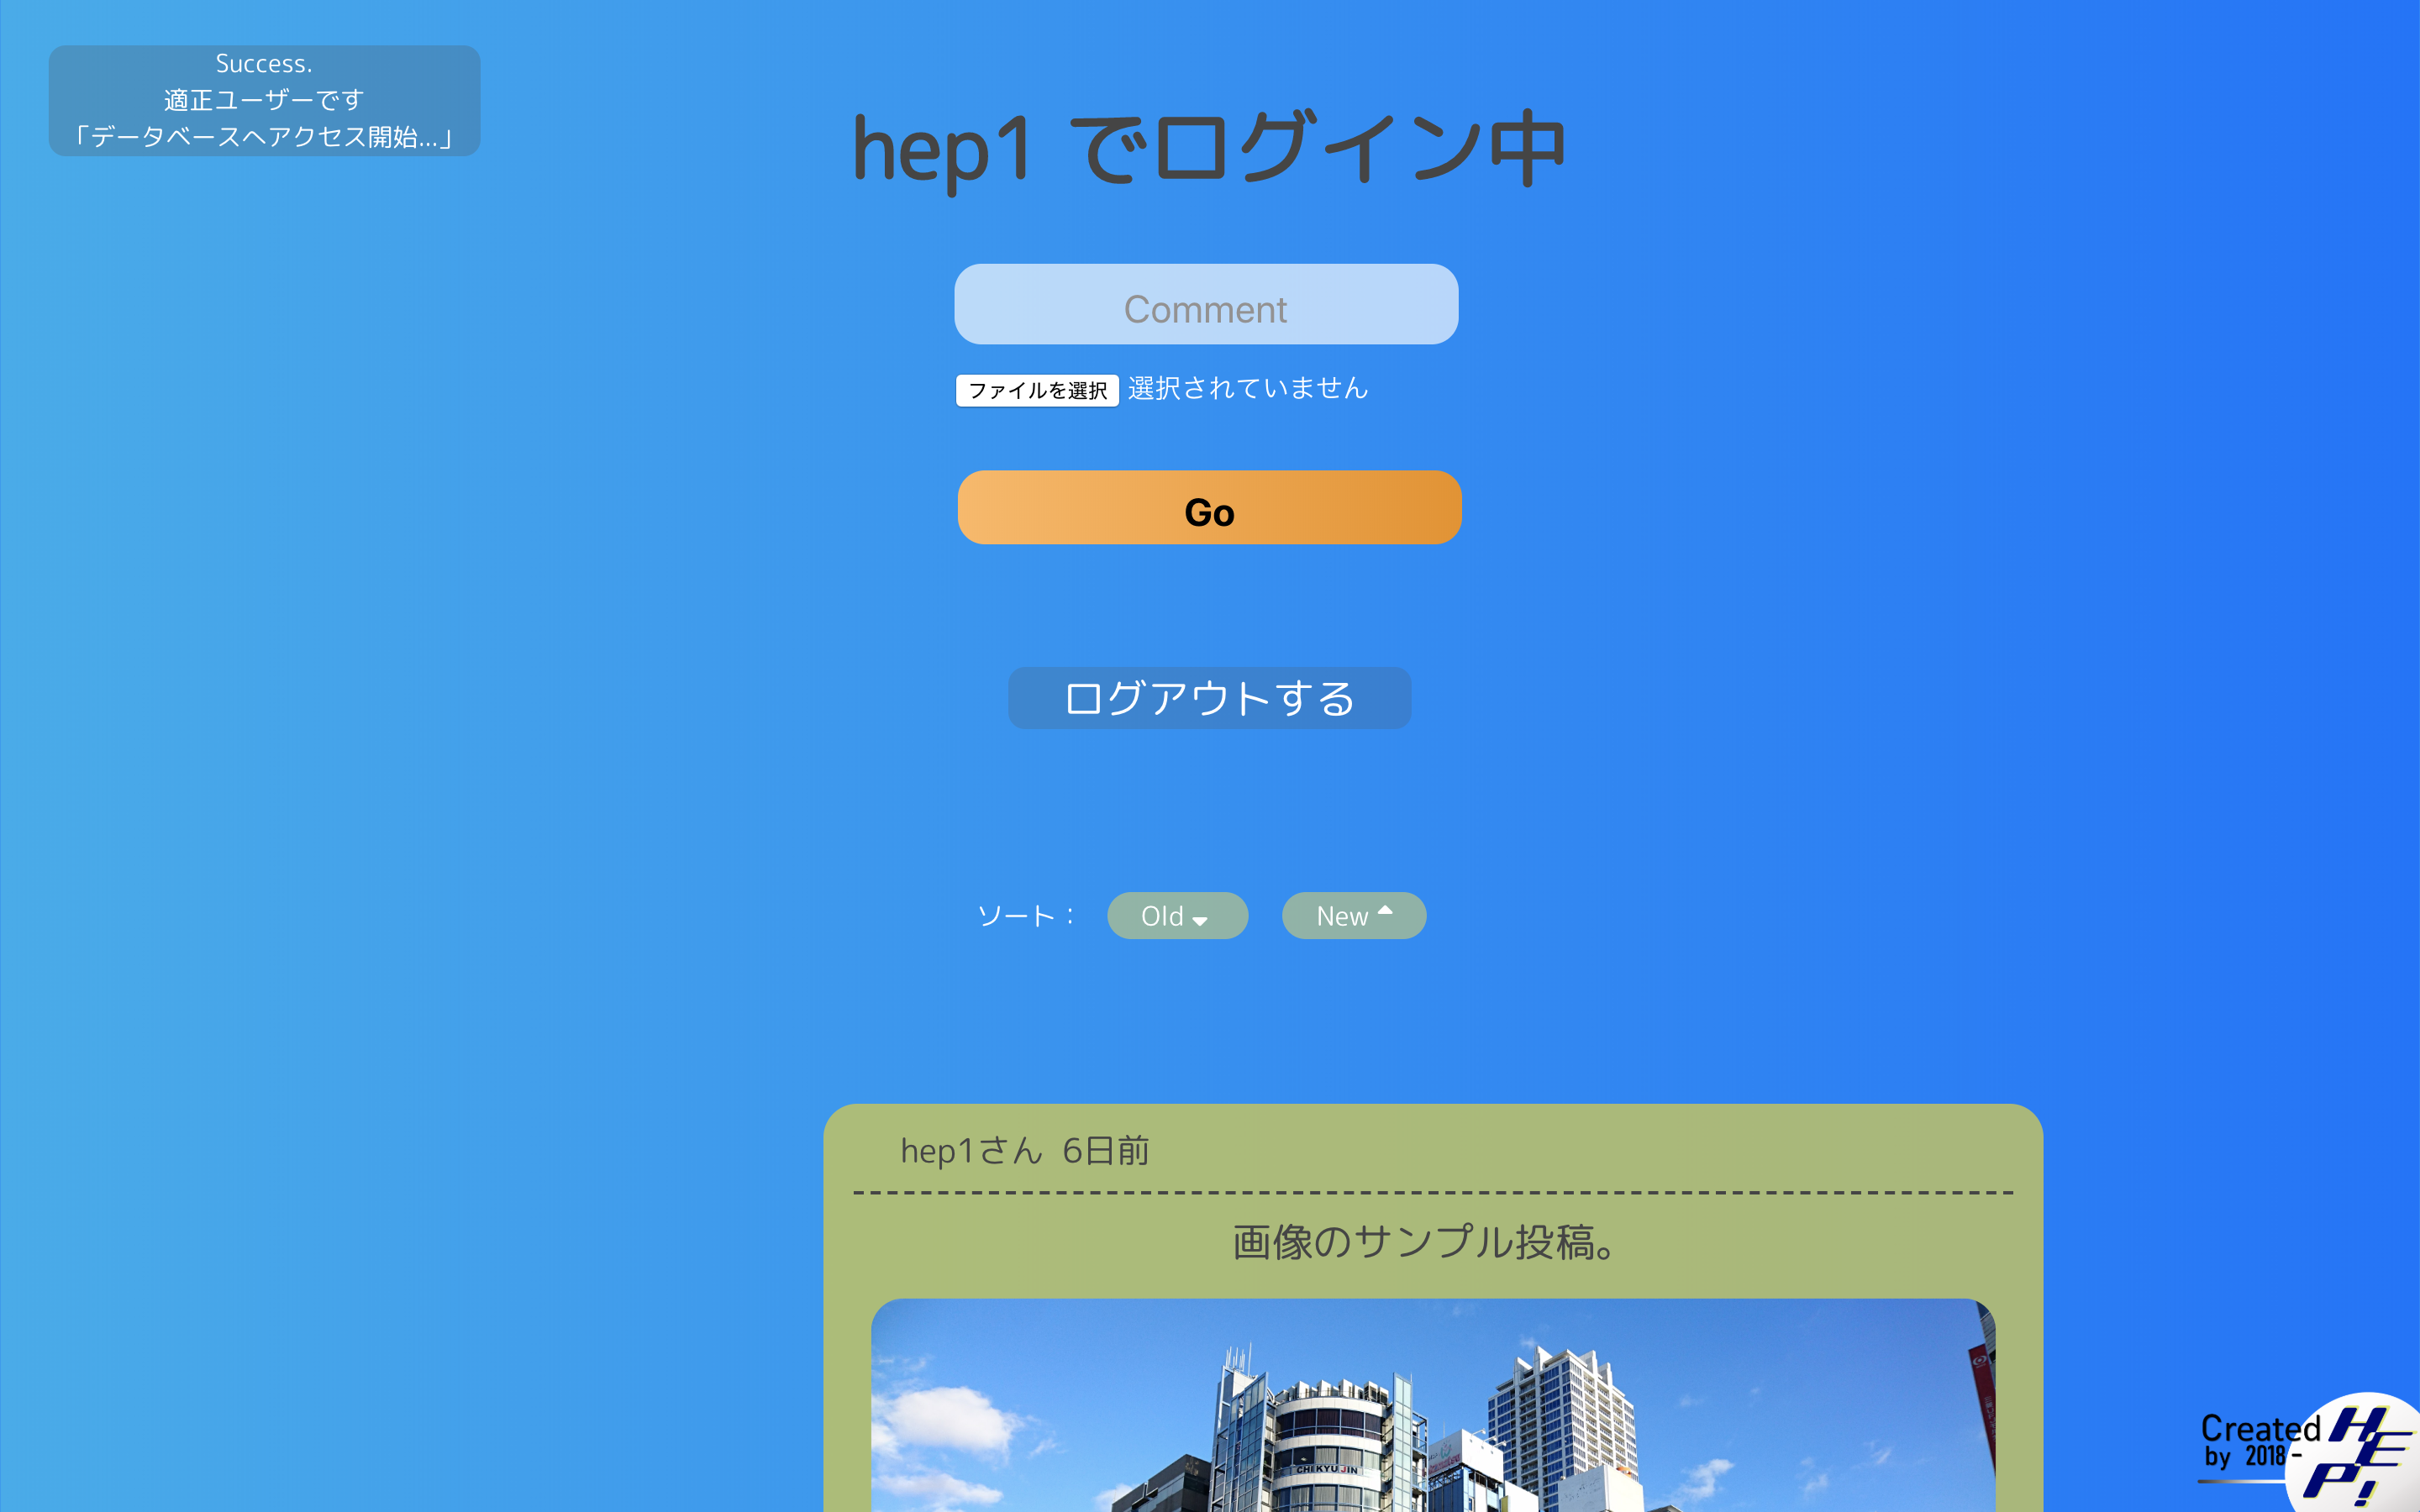 Success.
適正ユーザーです
「データベースへアクセス開始...」
hep1 でログイン中
Comment
ファイルを選択 選択されていません
Go
ログアウトする
ソート： Old New
hep1さん 6日前
画像のサンプル投稿。
Created
by 2018-
HEP!